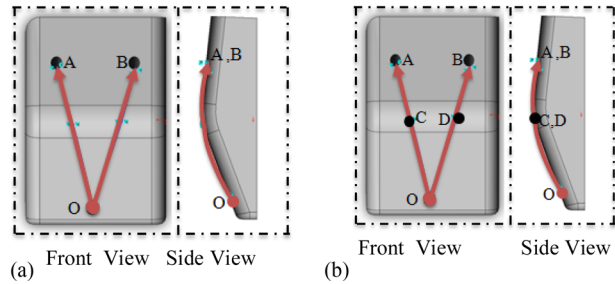 A B A ,B
O O
(a) Front View Side View
A B A ,B
C D C,D
O O
(b) Front View Side View